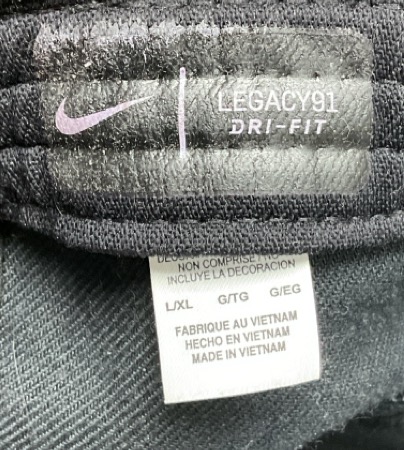 LEGACY91
DRI-FIT
NON COMPRISE
INCLUYE LA DECORACION
L/XL G/TG G/EG
FABRIQUE AU VIETNAM
HECHO EN VIETNAM
MADE IN VIETNAM